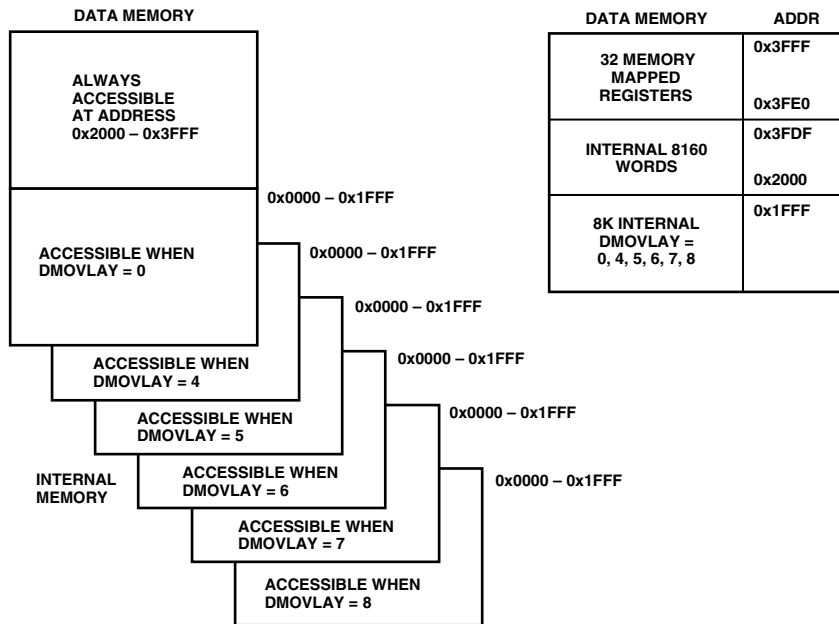 DATA MEMORY
ALWAYS
ACCESSIBLE
AT ADDRESS
0x2000 – 0x3FFF
0x0000 – 0x1FFF
ACCESSIBLE WHEN
DMOVLAY = 0
0x0000 – 0x1FFF
0x0000 – 0x1FFF
0x0000 – 0x1FFF
ACCESSIBLE WHEN
DMOVLAY = 4
0x0000 – 0x1FFF
ACCESSIBLE WHEN
DMOVLAY = 5
0x0000 – 0x1FFF
INTERNAL
MEMORY
ACCESSIBLE WHEN
DMOVLAY = 6
ACCESSIBLE WHEN
DMOVLAY = 7
ACCESSIBLE WHEN
DMOVLAY = 8
DATA MEMORY ADDR
32 MEMORY
MAPPED
REGISTERS
0x3FFF
0x3FE0
INTERNAL 8160
WORDS
0x3FDF
0x2000
8K INTERNAL
DMOVLAY =
0, 4, 5, 6, 7, 8
0x1FFF